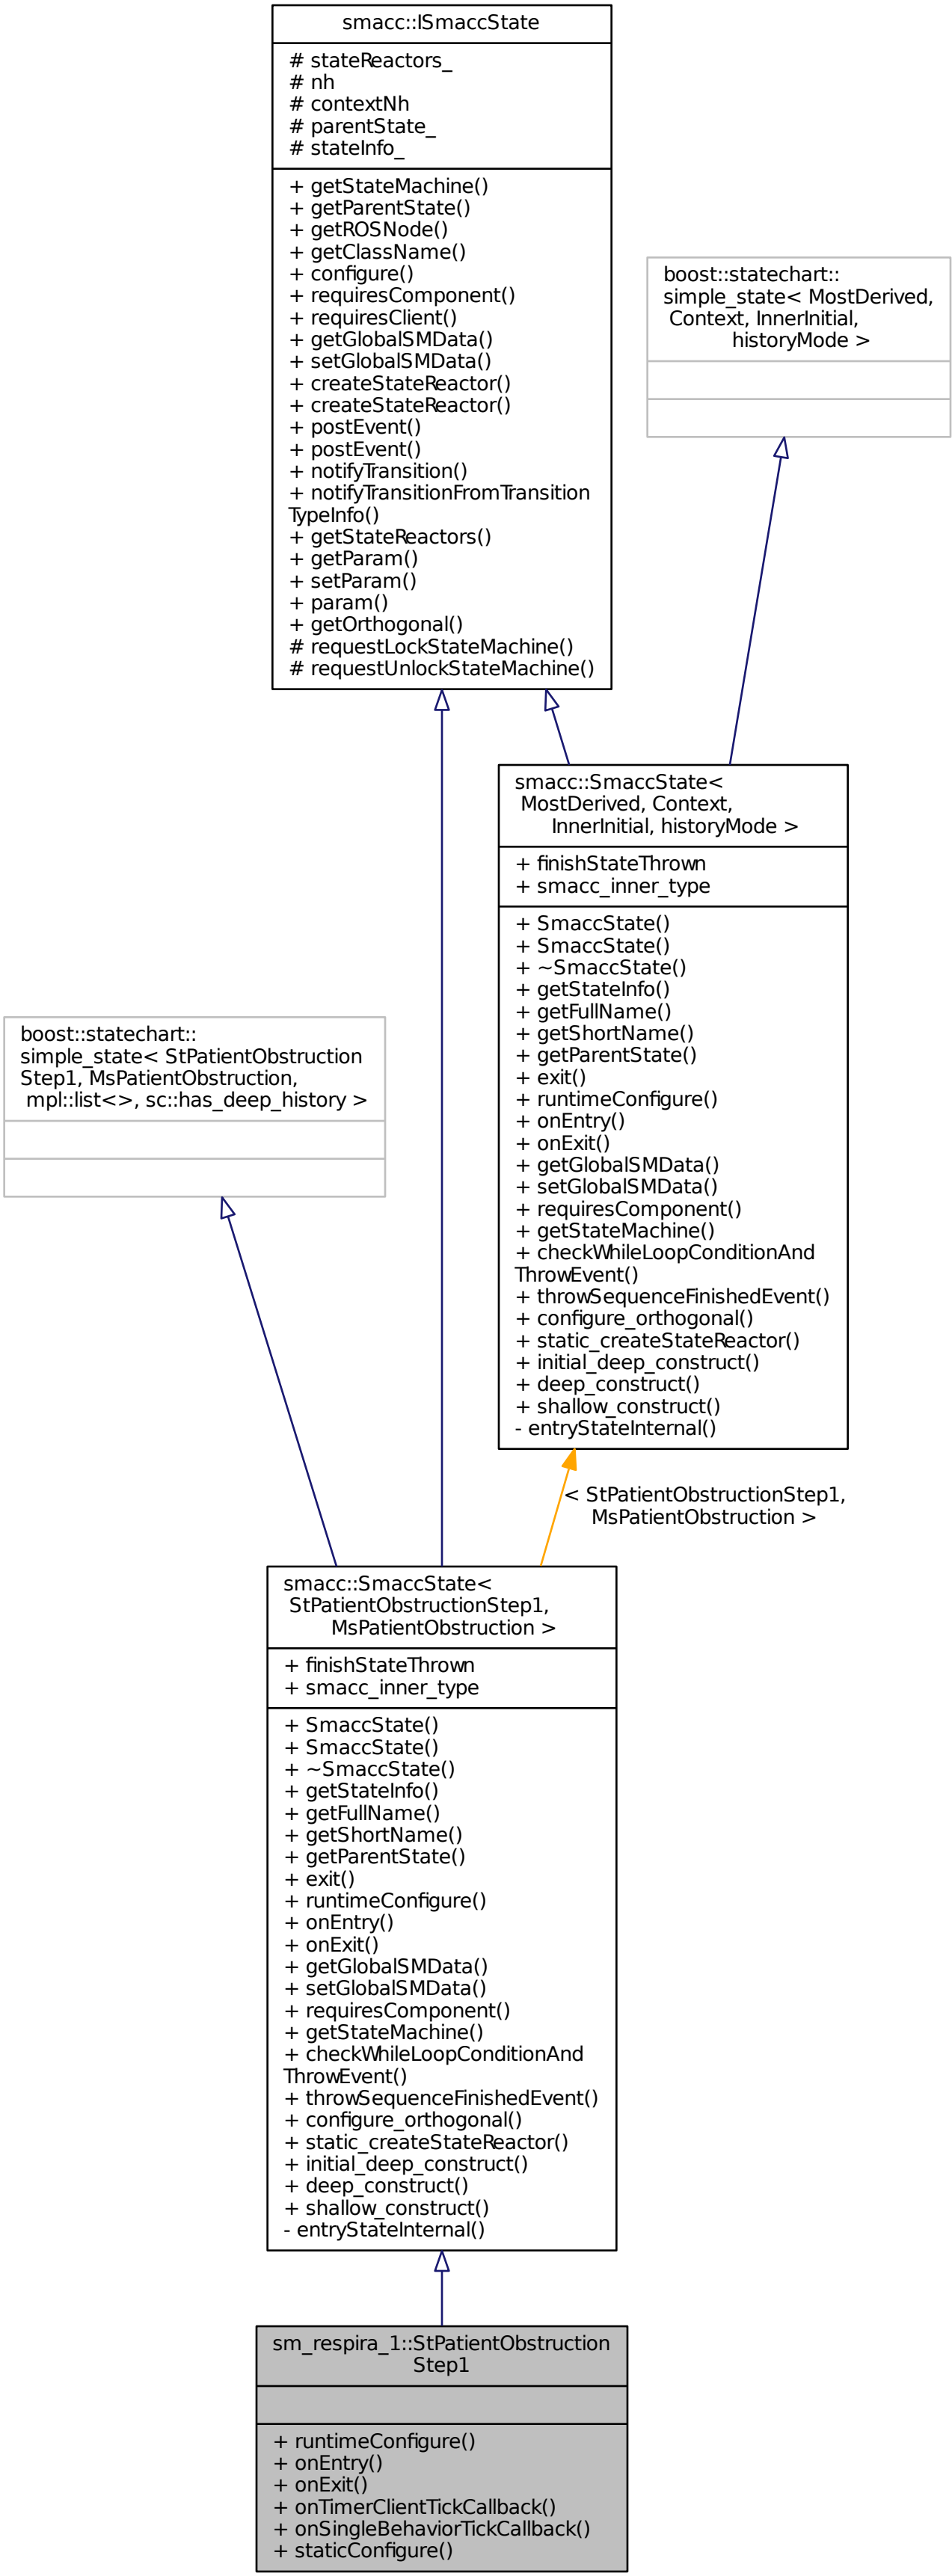 smacc::ISmaccState
# stateReactors_
# nh
# contextNh
# parentState_
# stateInfo_
+ getStateMachine()
+ getParentState()
+ getROSNode()
+ getClassName()
+ configure()
+ requiresComponent()
+ requiresClient()
+ getGlobalSMData()
+ setGlobalSMData()
+ createStateReactor()
+ createStateReactor()
+ postEvent()
+ postEvent()
+ notifyTransition()
+ notifyTransitionFromTransition
TypeInfo()
+ getStateReactors()
+ getParam()
+ setParam()
+ param()
+ getOrthogonal()
# requestLockStateMachine()
# requestUnlockStateMachine()
boost::statechart::
simple_state< MostDerived,
Context, InnerInitial,
historyMode >
smacc::SmaccState<
MostDerived, Context,
InnerInitial, historyMode >
+ finishStateThrown
+ smacc_inner_type
+ SmaccState()
+ SmaccState()
+ ~SmaccState()
+ getStateInfo()
+ getFullName()
+ getShortName()
+ getParentState()
+ exit()
+ runtimeConfigure()
+ onEntry()
+ onExit()
+ getGlobalSMData()
+ setGlobalSMData()
+ requiresComponent()
+ getStateMachine()
+ checkWhileLoopConditionAnd
ThrowEvent()
+ throwSequenceFinishedEvent()
+ configure_orthogonal()
+ static_createStateReactor()
+ initial_deep_construct()
+ deep_construct()
+ shallow_construct()
- entryStateInternal()
boost::statechart::
simple_state< StPatientObstruction
Step1, MsPatientObstruction,
mpl::list<>, sc::has_deep_history >
< StPatientObstructionStep1,
MsPatientObstruction >
smacc::SmaccState<
StPatientObstructionStep1,
MsPatientObstruction >
+ finishStateThrown
+ smacc_inner_type
+ SmaccState()
+ SmaccState()
+ ~SmaccState()
+ getStateInfo()
+ getFullName()
+ getShortName()
+ getParentState()
+ exit()
+ runtimeConfigure()
+ onEntry()
+ onExit()
+ getGlobalSMData()
+ setGlobalSMData()
+ requiresComponent()
+ getStateMachine()
+ checkWhileLoopConditionAnd
ThrowEvent()
+ throwSequenceFinishedEvent()
+ configure_orthogonal()
+ static_createStateReactor()
+ initial_deep_construct()
+ deep_construct()
+ shallow_construct()
- entryStateInternal()
sm_respira_1::StPatientObstruction
Step1
+ runtimeConfigure()
+ onEntry()
+ onExit()
+ onTimerClientTickCallback()
+ onSingleBehaviorTickCallback()
+ staticConfigure()